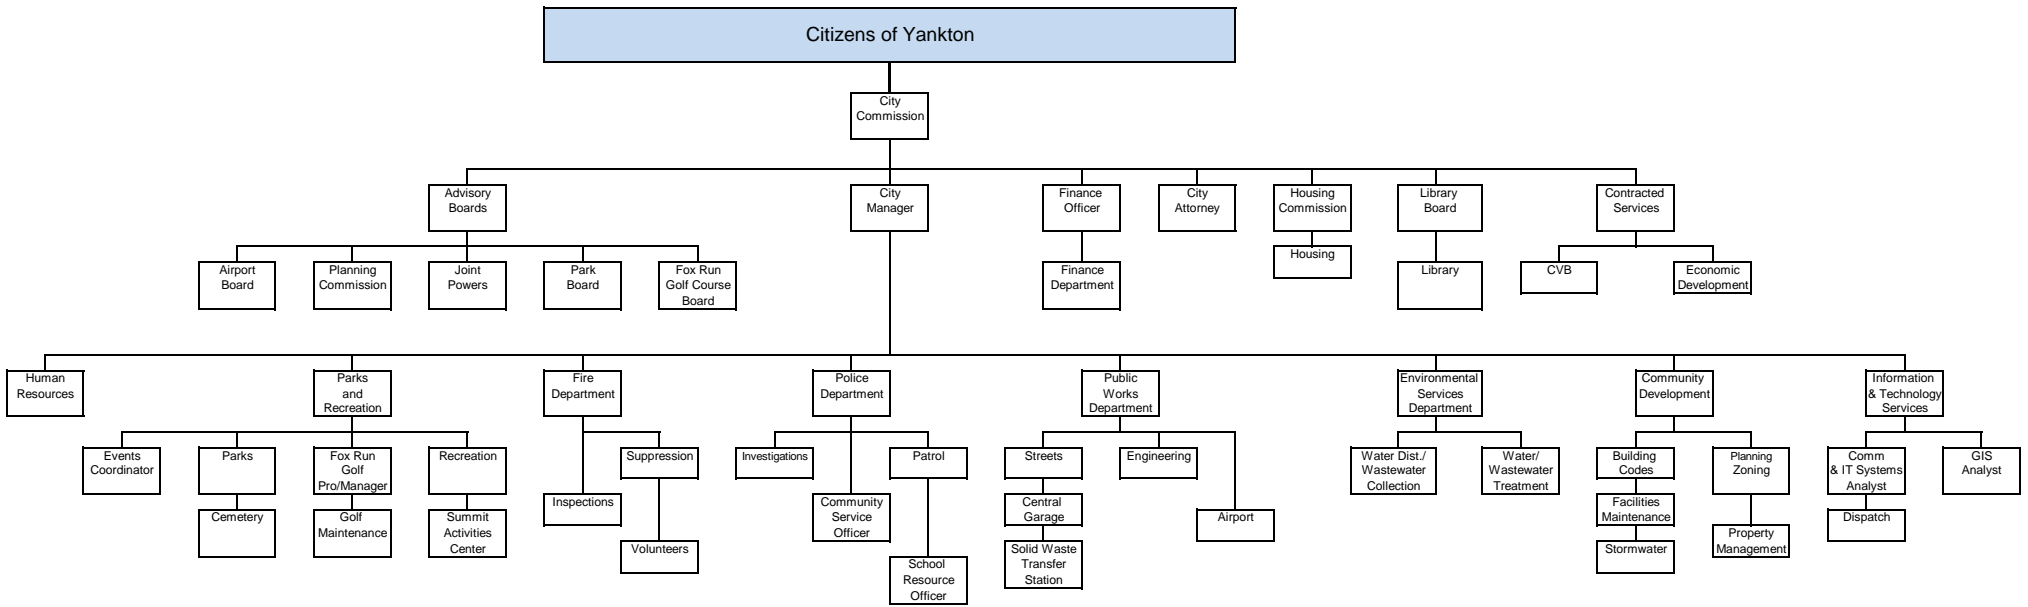 Citizens of Yankton
City
Commission
Advisory
Boards
City
Manager
Finance
Officer
City
Attorney
Housing
Commission
Library
Board
Contracted
Services
Airport
Board
Planning
Commission
Joint
Powers
Park
Board
Fox Run
Golf Course
Board
Finance
Department
Housing
Library
CVB
Economic
Development
Human
Resources
Parks
and
Recreation
Fire
Department
Police
Department
Public
Works
Department
Environmental
Services
Department
Community
Development
Information
& Technology
Services
Events
Coordinator
Parks
Fox Run
Golf
Pro/Manager
Recreation
Suppression
Investigations
Patrol
Streets
Engineering
Water Dist./
Wastewater
Collection
Water/
Wastewater
Treatment
Building
Codes
Planning
Zoning
Comm
& IT Systems
Analyst
GIS
Analyst
Cemetery
Golf
Maintenance
Summit
Activities
Center
Inspections
Community
Service
Officer
Central
Garage
Airport
Facilities
Maintenance
Property
Management
Dispatch
Volunteers
School
Resource
Officer
Solid Waste
Transfer
Station
Stormwater